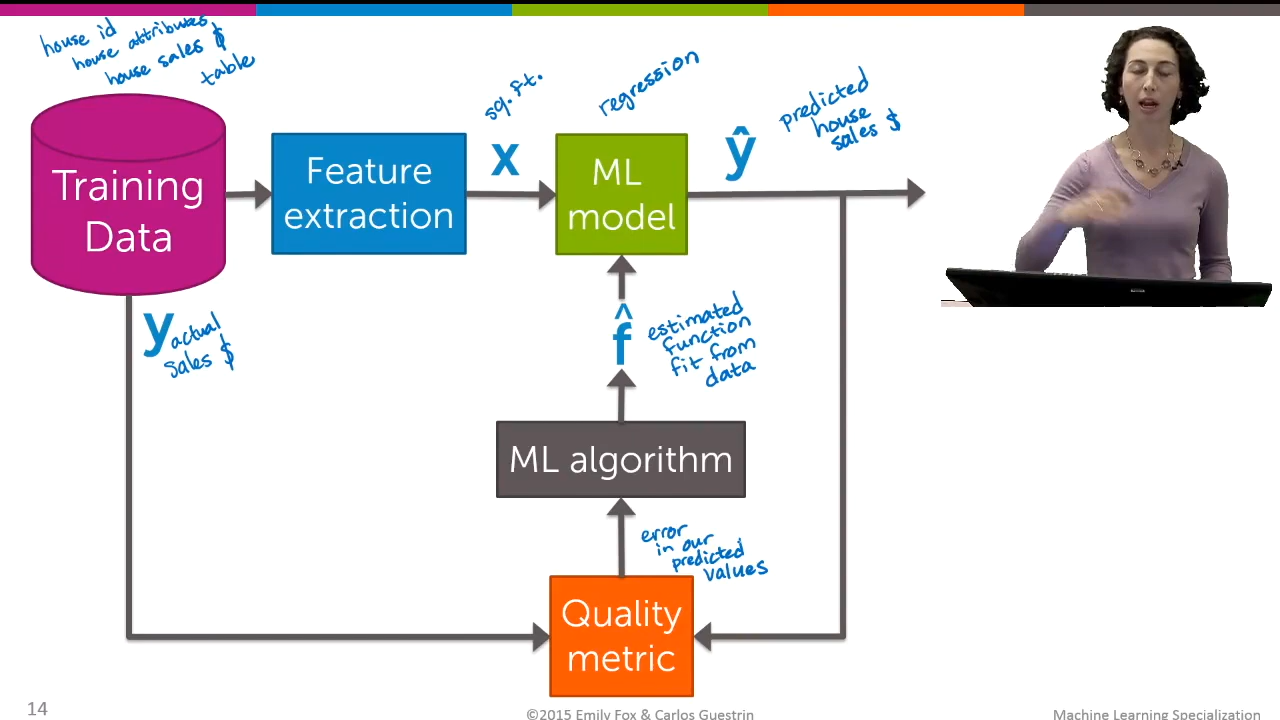 house id
house attributes
house sales $
table
Training
Data
Feature
extraction
sq.ft.
x
regression
ML
model
ŷ
predicted
house
sales $
y actual
sales $
f̂
estimated
function
fit from
data
ML algorithm
error
in our
predicted
values
Quality
metric
14
©2015 Emily Fox & Carlos Guestrin
Machine Learning Specialization